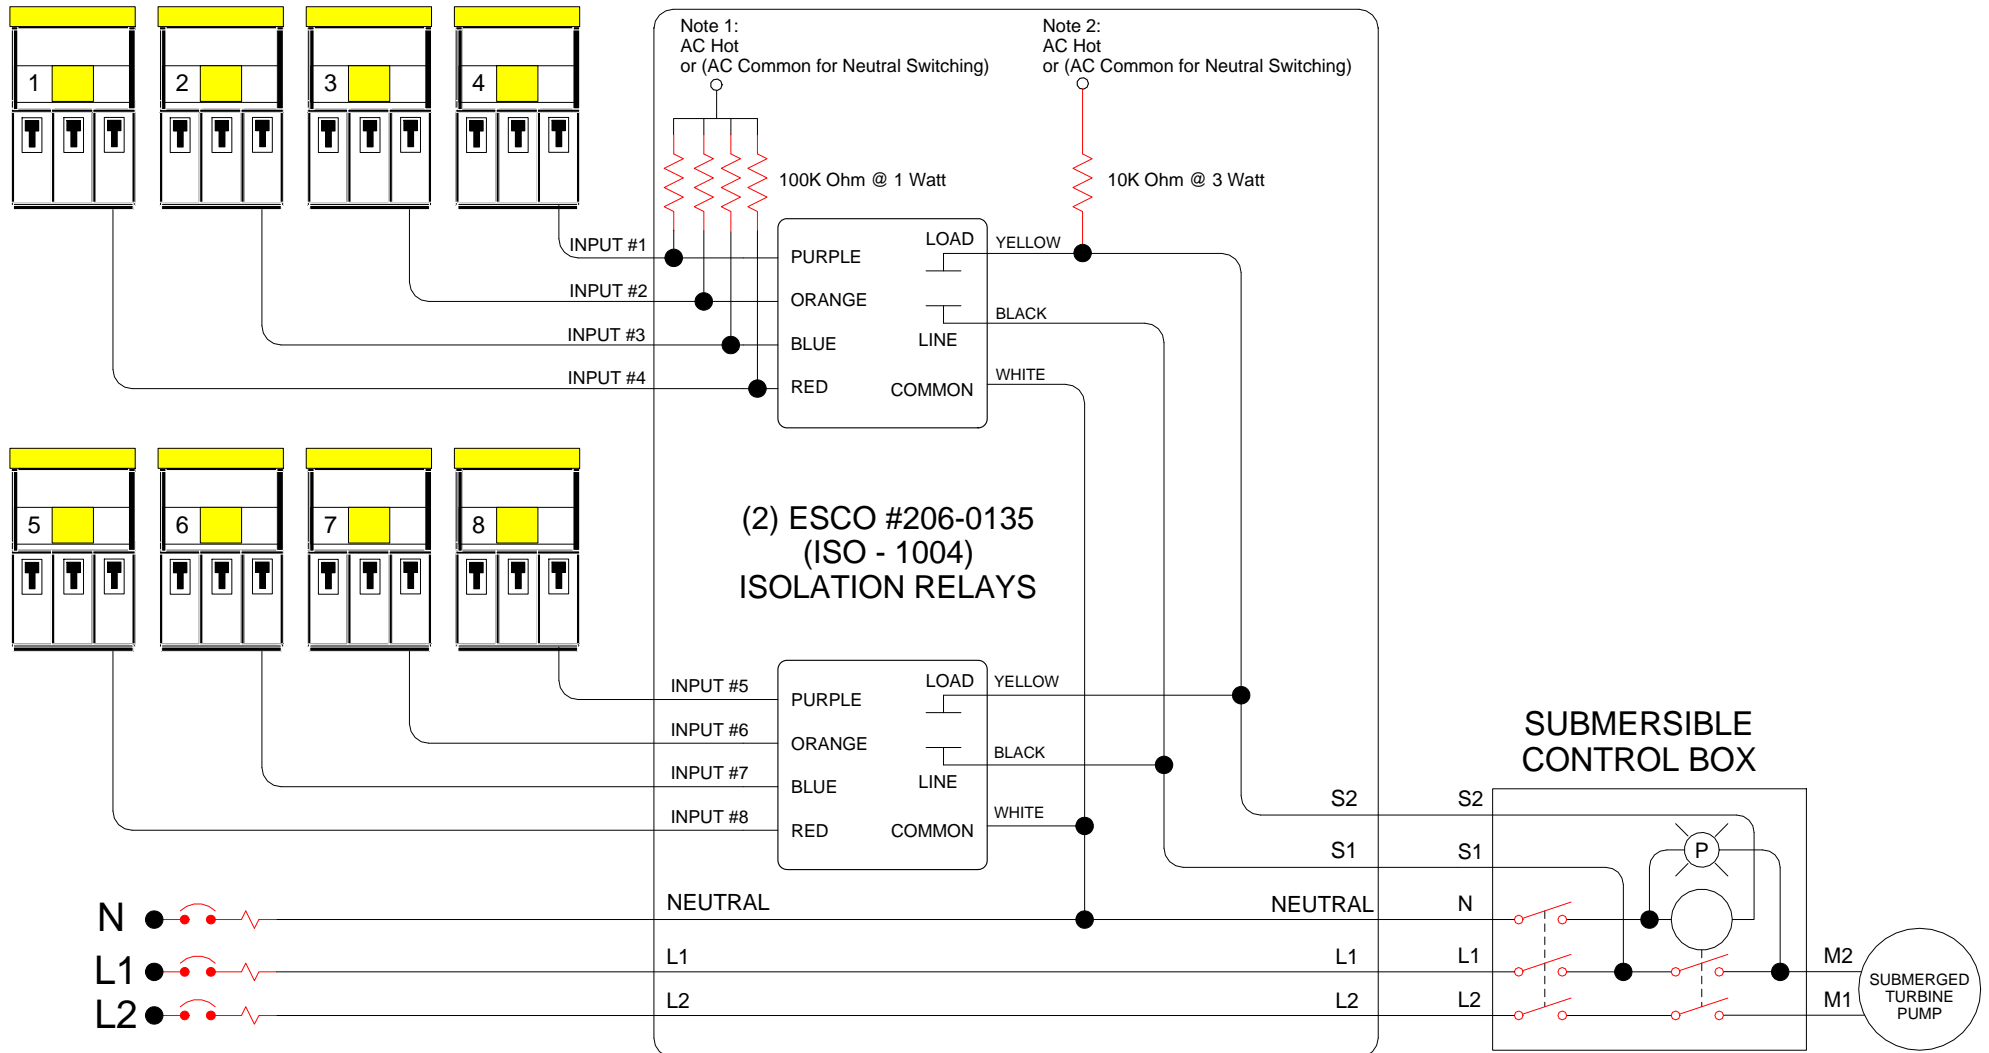 Note 1:
AC Hot
or (AC Common for Neutral Switching)
Note 2:
AC Hot
or (AC Common for Neutral Switching)
1
2
3
4
100K Ohm @ 1 Watt
10K Ohm @ 3 Watt
INPUT #1
INPUT #2
INPUT #3
INPUT #4
PURPLE
ORANGE
BLUE
RED
LOAD
LINE
COMMON
YELLOW
BLACK
WHITE
5
6
7
8
(2) ESCO #206-0135
(ISO - 1004)
ISOLATION RELAYS
INPUT #5
INPUT #6
INPUT #7
INPUT #8
PURPLE
ORANGE
BLUE
RED
LOAD
LINE
COMMON
YELLOW
BLACK
WHITE
SUBMERSIBLE
CONTROL BOX
S2
S2
S1
S1
P
N
NEUTRAL
NEUTRAL
N
L1
L1
L1
L1
L2
L2
L2
L2
M2
M1
SUBMERGED
TURBINE
PUMP